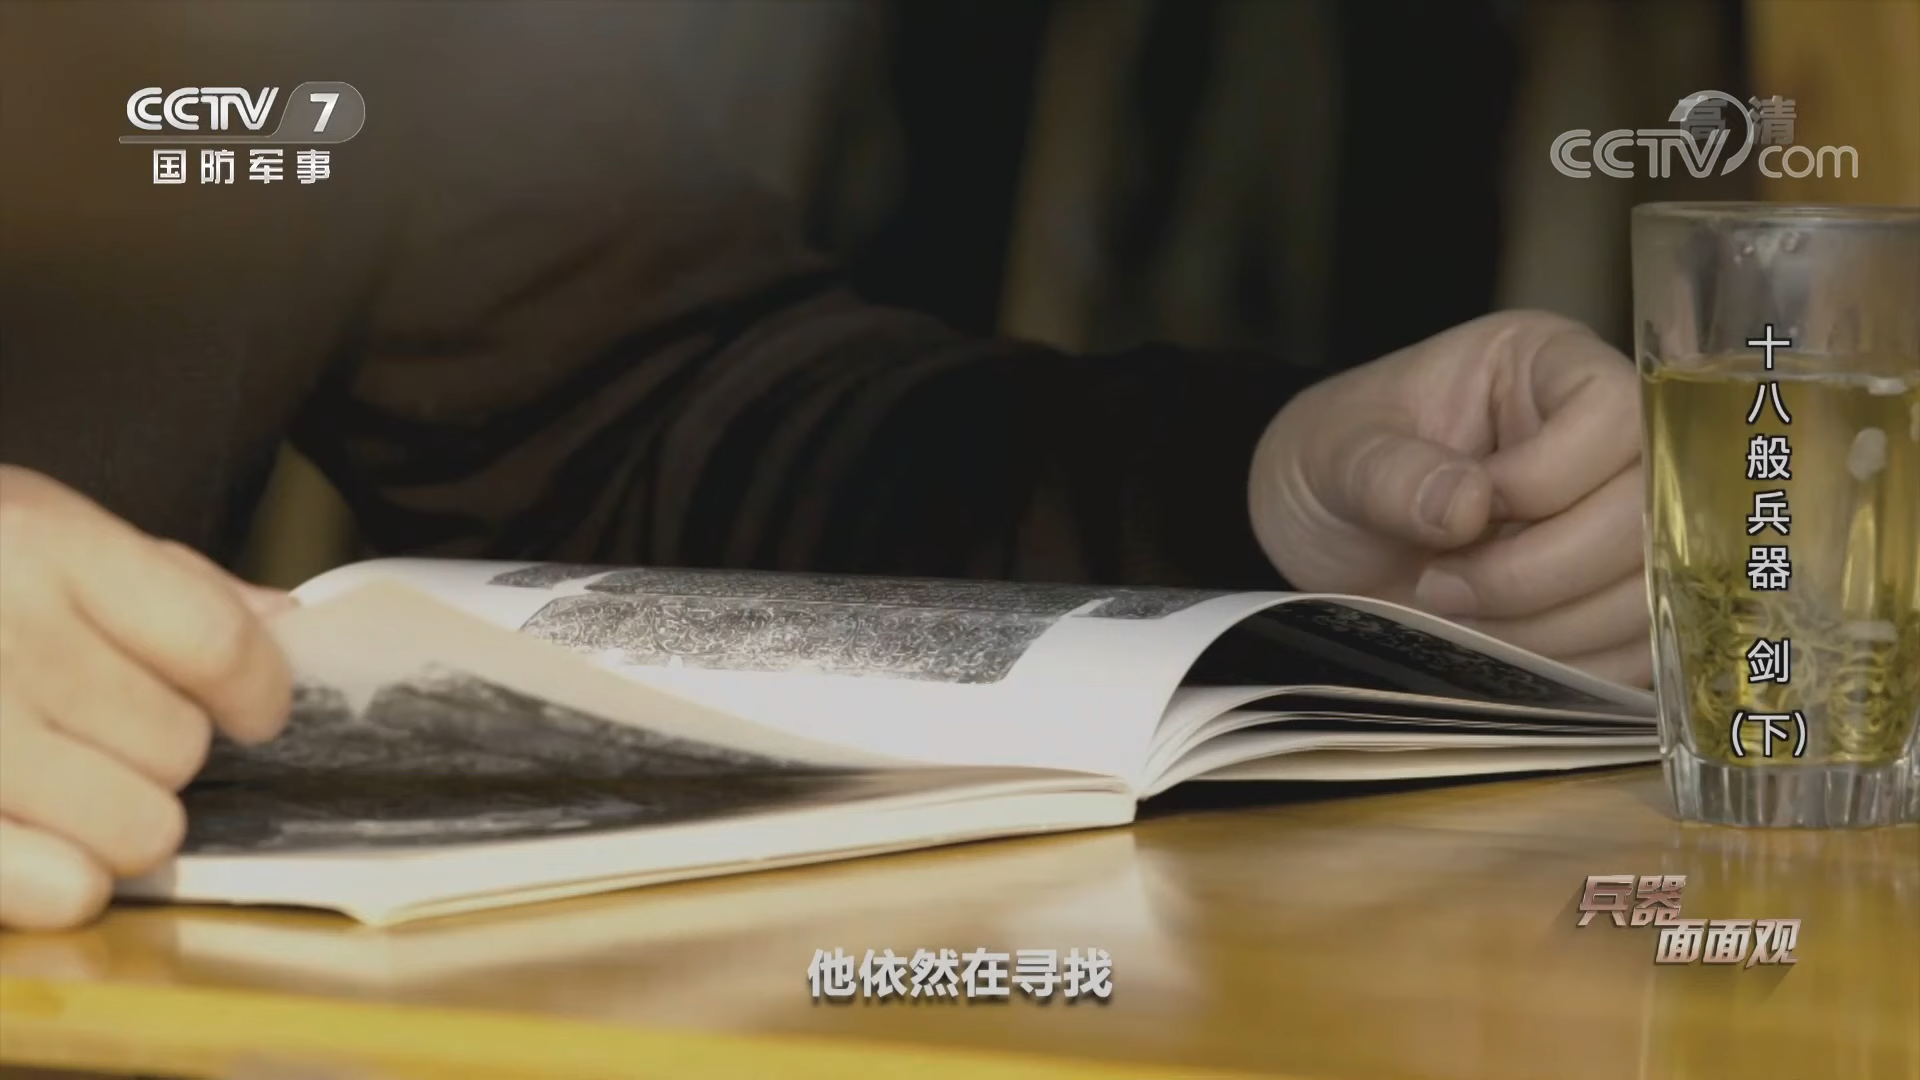 CCTV 7
国防军事
高清
CCTV com
十八般兵器 剑(下)
兵器
面面观
他依然在寻找